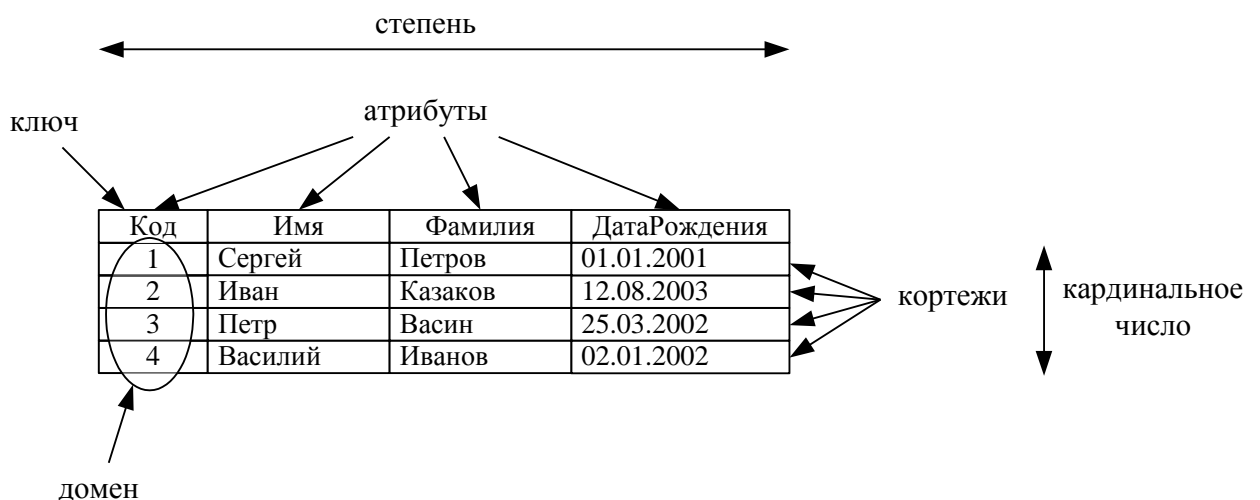 степень
атрибуты
ключ
Код Имя Фамилия ДатаРождения
1 Сергей Петров 01.01.2001
2 Иван Казаков 12.08.2003
3 Петр Васин 25.03.2002
4 Василий Иванов 02.01.2002
кортежи
кардинальное
число
домен